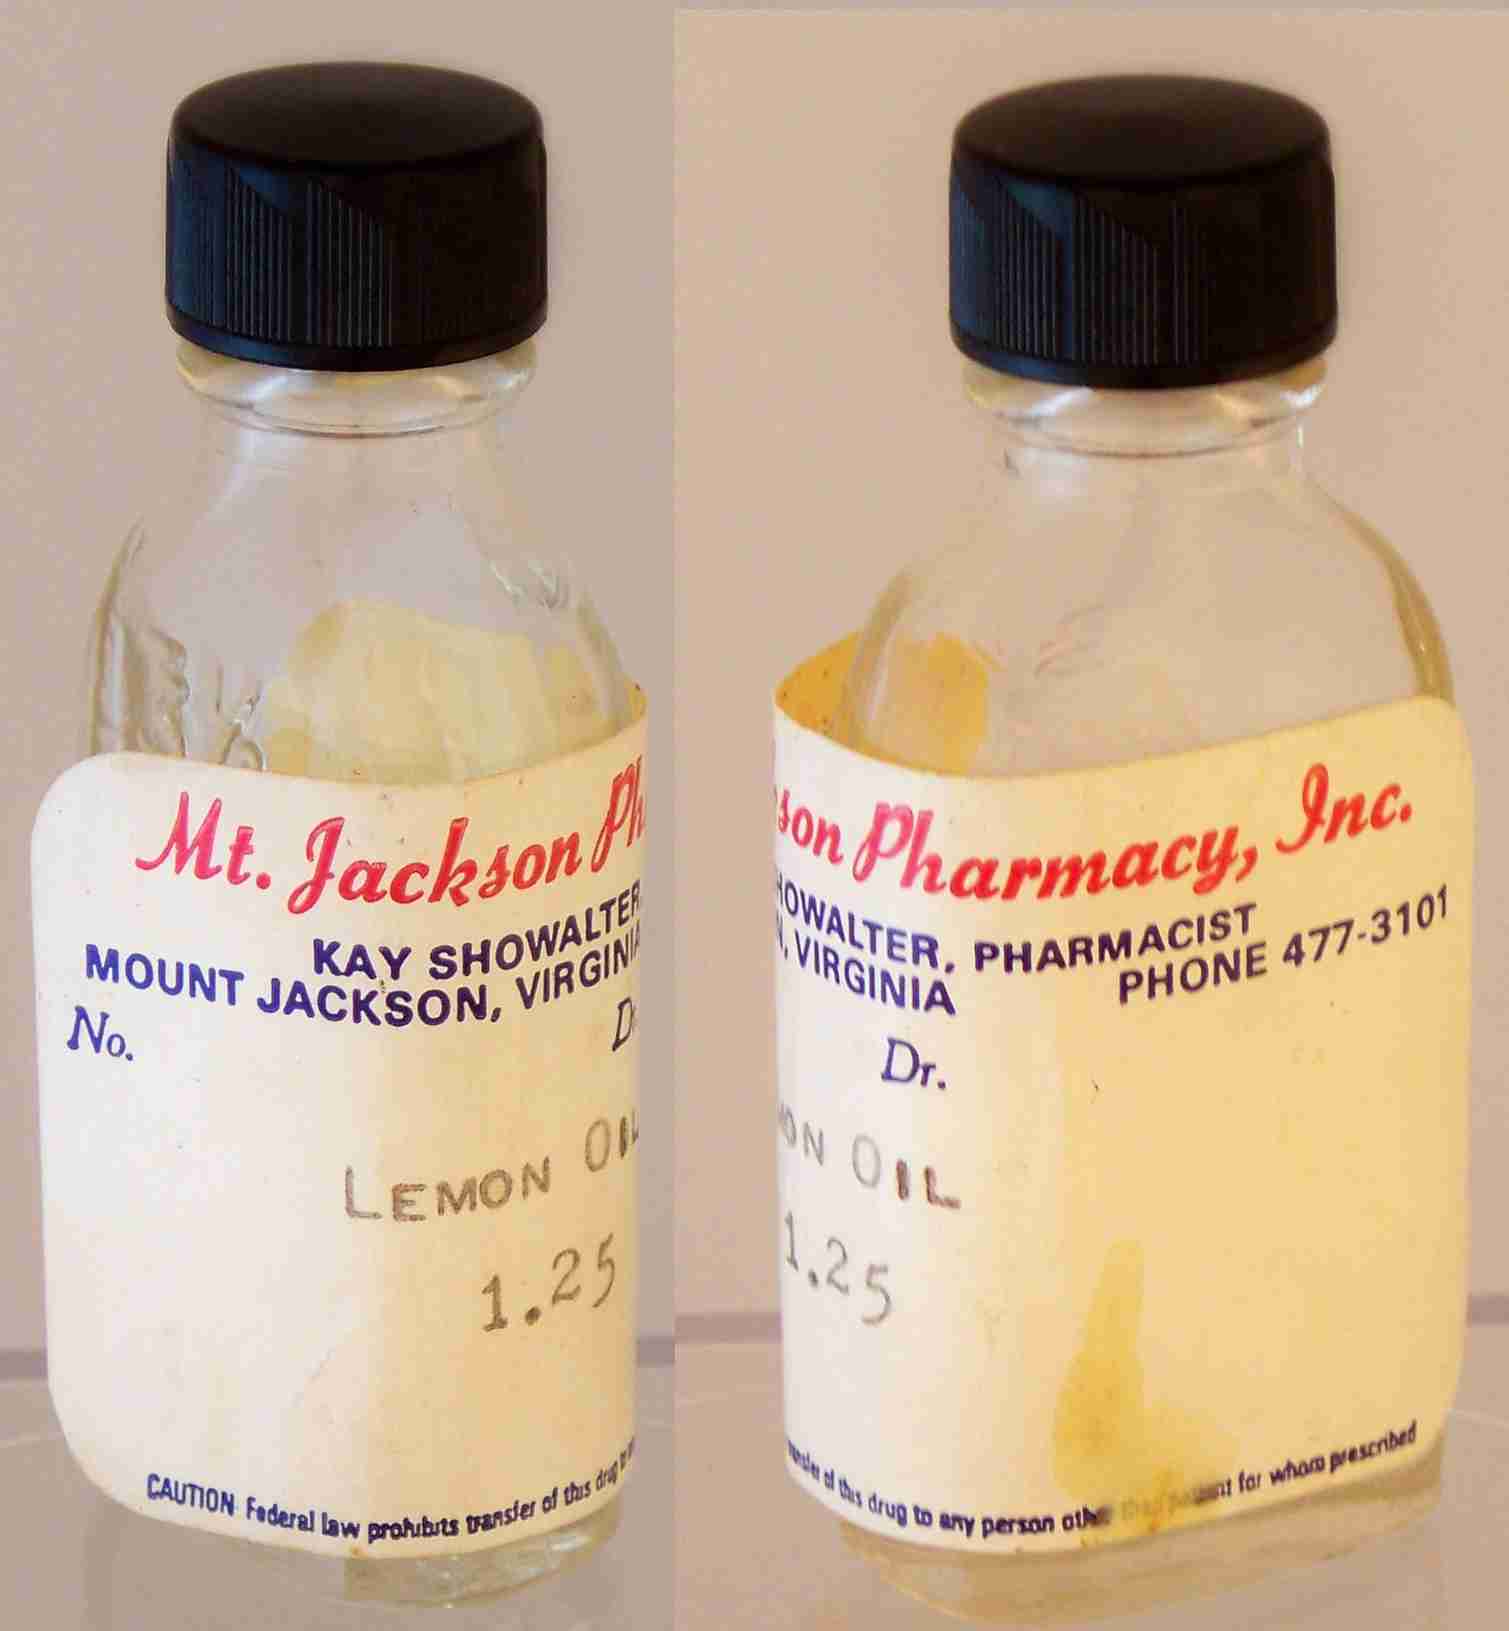 Mt. Jackson Ph
KAY SHOWALTER
MOUNT JACKSON, VIRGINIA
No.
LEMON OIL
1.25
CAUTION Federal law prohibits transfer of this drug to
son Pharmacy, Inc.
HOWALTER, PHARMACIST
N, VIRGINIA PHONE 477-3101
Dr.
ON OIL
1.25
transfer of this drug to any person other than patient for whom prescribed